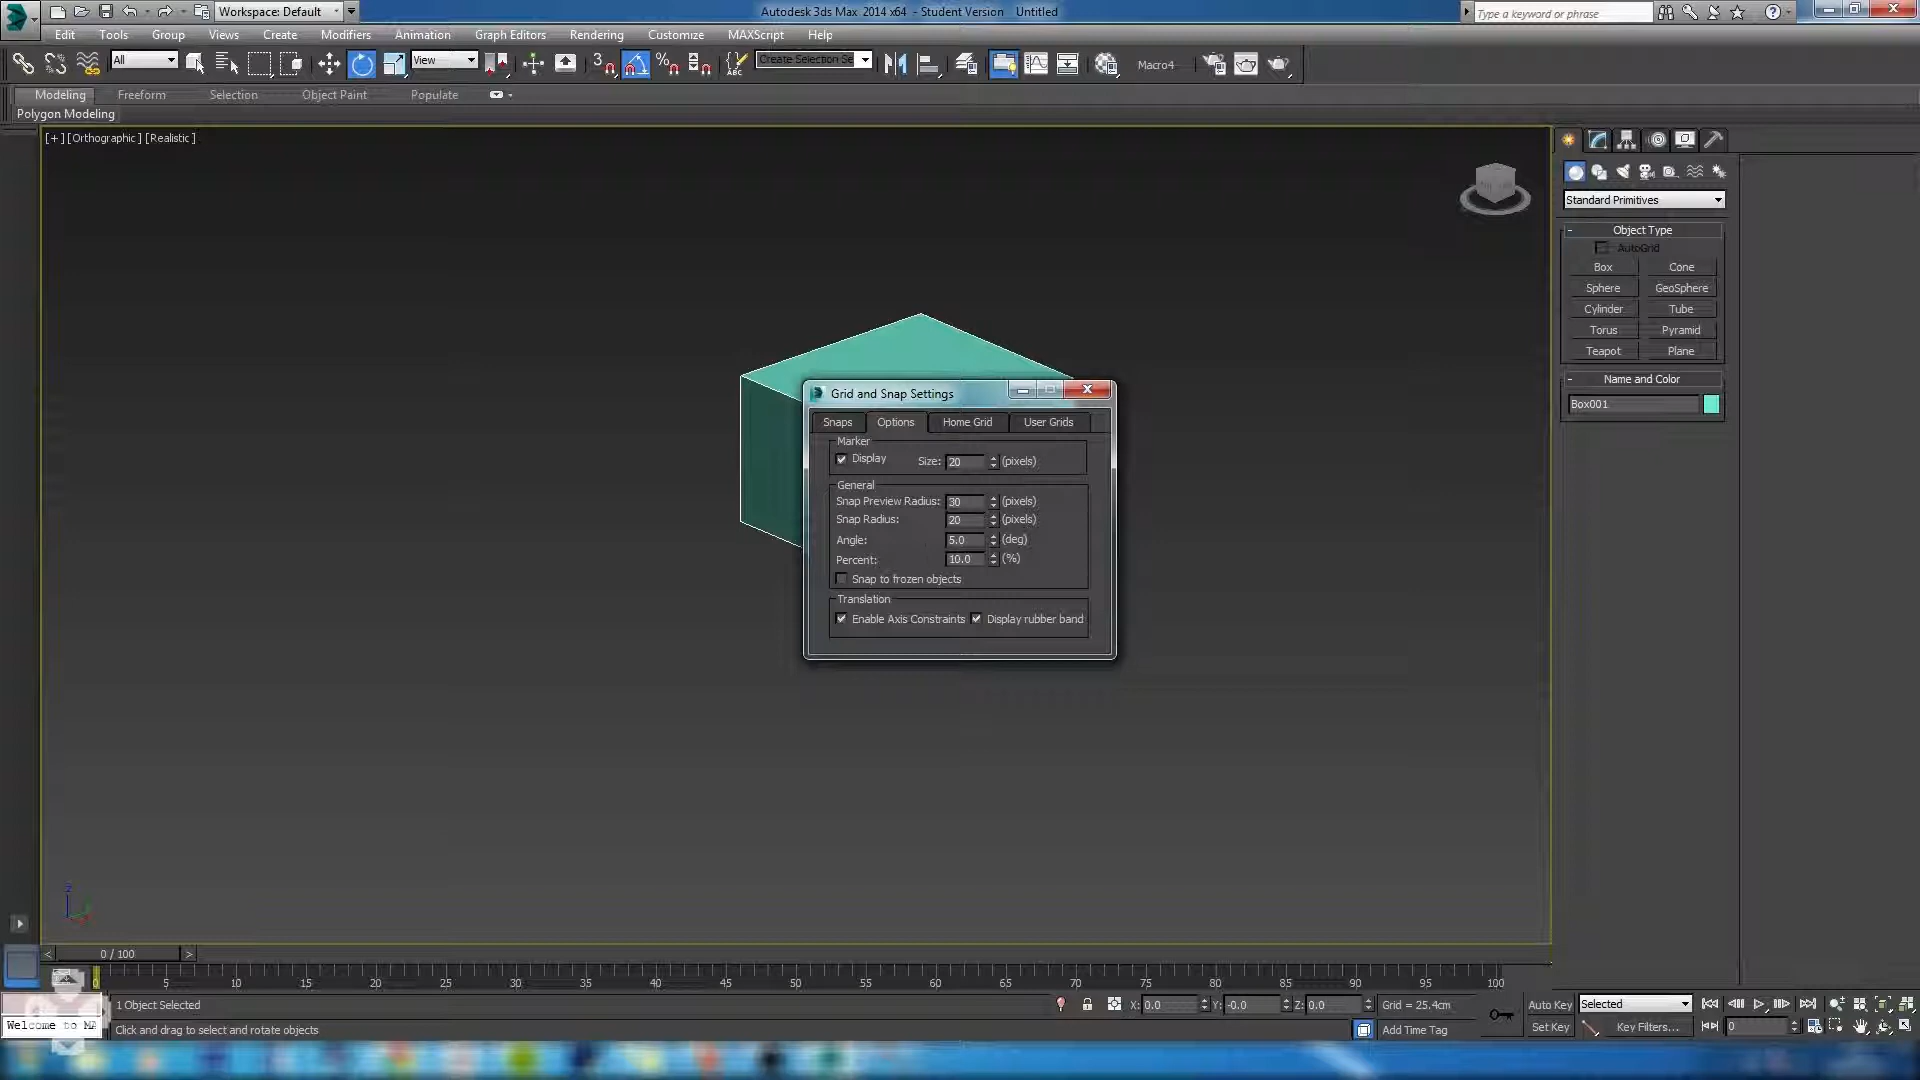 Workspace: Default
Autodesk 3ds Max 2014 x64 - Student Version Untitled
Type a keyword or phrase
Edit Tools Group Views Create Modifiers Animation Graph Editors Rendering Customize MAXScript Help
All
View
3
%
ABC
Create Selection Se
Macro4
Modeling Freeform Selection Object Paint Populate
Polygon Modeling
[+] [Orthographic] [Realistic]
Standard Primitives
- Object Type
AutoGrid
Box Cone
Sphere GeoSphere
Cylinder Tube
Torus Pyramid
Teapot Plane
- Name and Color
Box001
Grid and Snap Settings
Snaps Options Home Grid User Grids
Marker
Display Size: 20 (pixels)
General
Snap Preview Radius: 30 (pixels)
Snap Radius: 20 (pixels)
Angle: 5.0 (deg)
Percent: 10.0 (%)
Snap to frozen objects
Translation
Enable Axis Constraints Display rubber band
z
< 0 / 100 >
0 5 10 15 20 25 30 35 40 45 50 55 60 65 70 75 80 85 90 95 100
1 Object Selected X: 0.0 Y: -0.0 Z: 0.0 Grid = 25.4cm Auto Key Selected
Welcome to MA Click and drag to select and rotate objects Add Time Tag Set Key Key Filters... 0